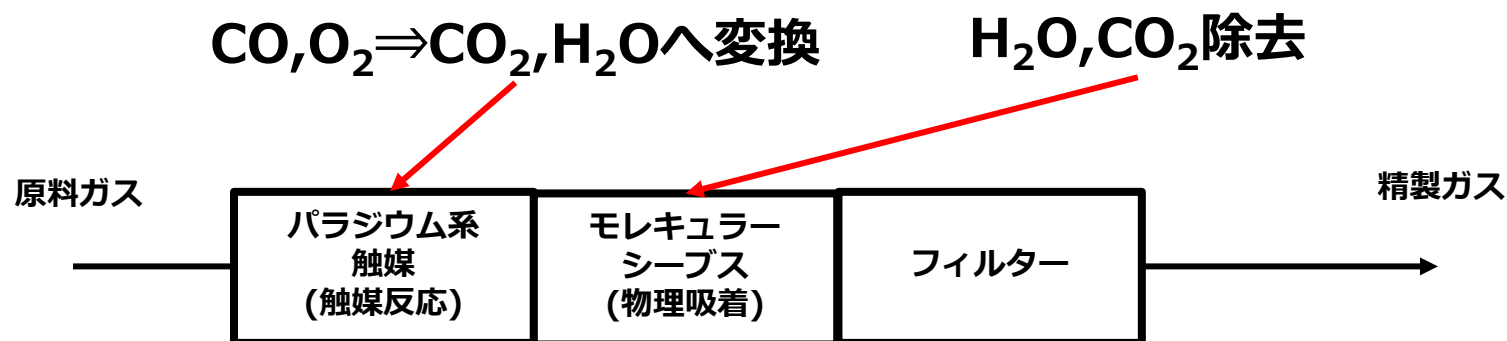 CO,O₂⇒CO₂,H₂Oへ変換
H₂O,CO₂除去
原料ガス
パラジウム系
触媒
(触媒反応)
モレキュラー
シーブス
(物理吸着)
フィルター
精製ガス